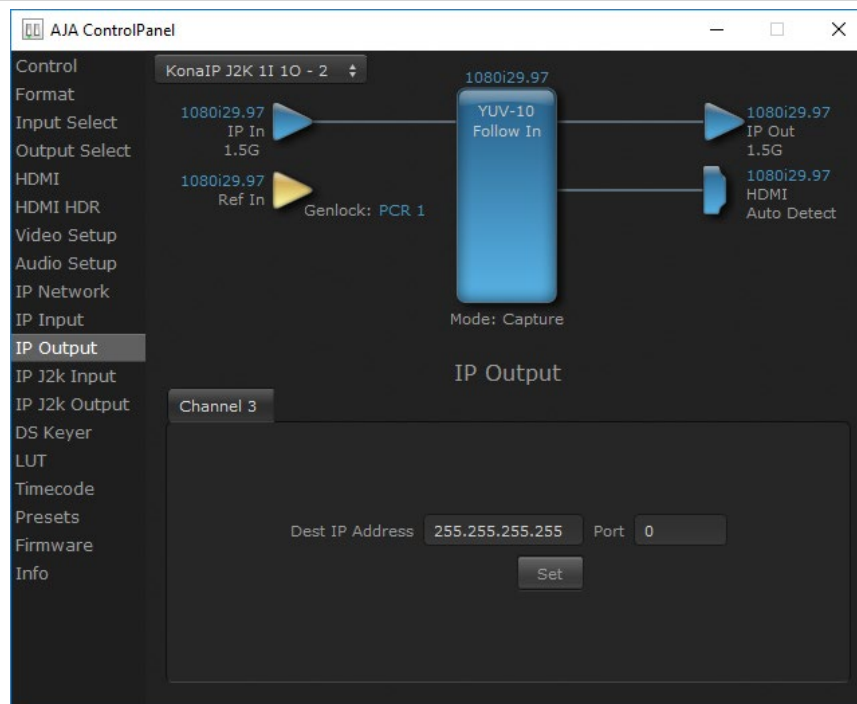 AJA ControlPanel
Control
Format
Input Select
Output Select
HDMI
HDMI HDR
Video Setup
Audio Setup
IP Network
IP Input
IP Output
IP J2k Input
IP J2k Output
DS Keyer
LUT
Timecode
Presets
Firmware
Info
KonaIP J2K 1I 1O - 2
1080i29.97
IP In
1.5G
1080i29.97
Ref In
Genlock: PCR 1
1080i29.97
YUV-10
Follow In
Mode: Capture
1080i29.97
IP Out
1.5G
1080i29.97
HDMI
Auto Detect
IP Output
Channel 3
Dest IP Address 255.255.255.255 Port 0
Set